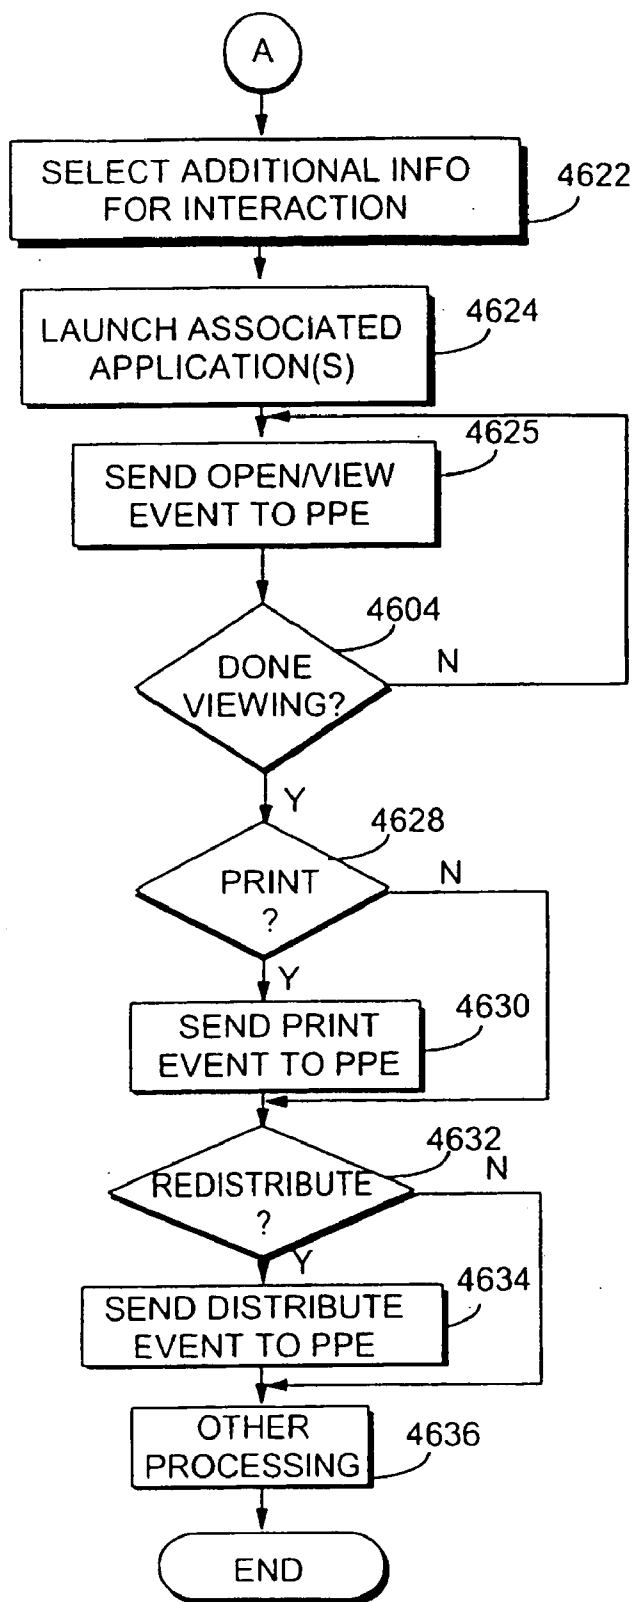 A
SELECT ADDITIONAL INFO
FOR INTERACTION
4622
LAUNCH ASSOCIATED
APPLICATION(S)
4624
SEND OPEN/VIEW
EVENT TO PPE
4625
DONE
VIEWING?
4604
N
Y
PRINT
?
4628
N
Y
SEND PRINT
EVENT TO PPE
4630
REDISTRIBUTE
?
4632
N
Y
SEND DISTRIBUTE
EVENT TO PPE
4634
OTHER
PROCESSING
4636
END